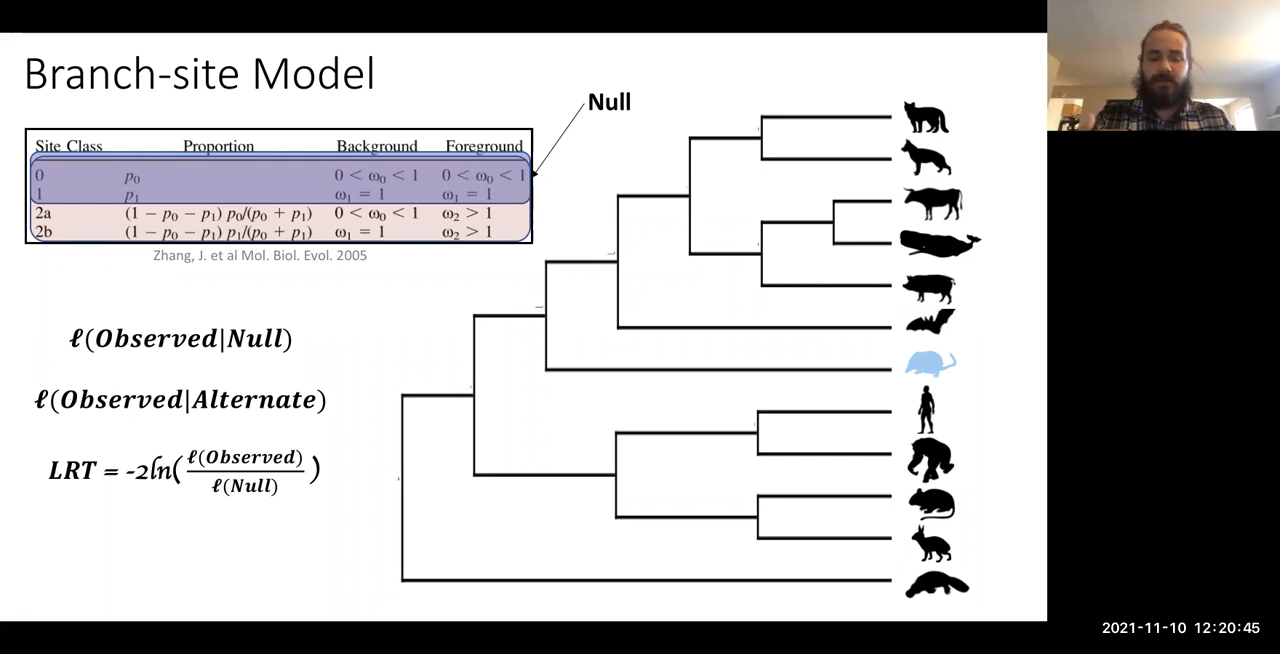 Branch-site Model
Null
Site Class Proportion Background Foreground
0 p₀ 0 < ω₀ < 1 0 < ω₀ < 1
1 p₁ ω₁ = 1 ω₁ = 1
2a (1 − p₀ − p₁) p₀/(p₀ + p₁) 0 < ω₀ < 1 ω₂ > 1
2b (1 − p₀ − p₁) p₁/(p₀ + p₁) ω₁ = 1 ω₂ > 1
Zhang, J. et al Mol. Biol. Evol. 2005
ℓ(Observed|Null)
ℓ(Observed|Alternate)
LRT = -2ln(ℓ(Observed)/ℓ(Null))
2021-11-10 12:20:45